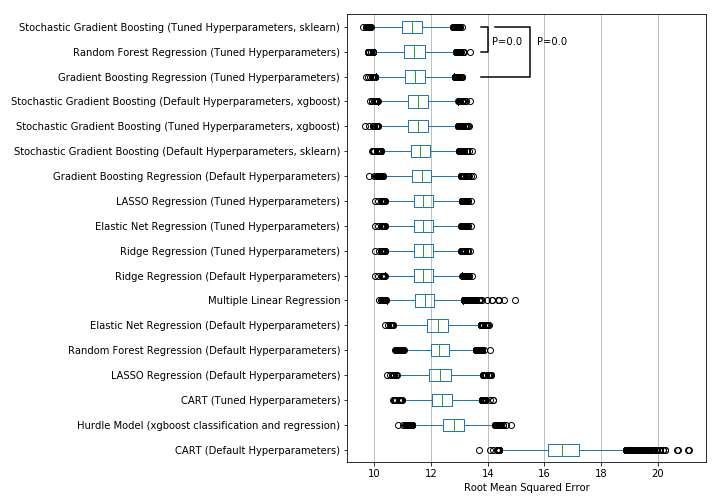 Stochastic Gradient Boosting (Tuned Hyperparameters, sklearn)
Random Forest Regression (Tuned Hyperparameters)
P=0.0 P=0.0
Gradient Boosting Regression (Tuned Hyperparameters)
Stochastic Gradient Boosting (Default Hyperparameters, xgboost)
Stochastic Gradient Boosting (Tuned Hyperparameters, xgboost)
Stochastic Gradient Boosting (Default Hyperparameters, sklearn)
Gradient Boosting Regression (Default Hyperparameters)
LASSO Regression (Tuned Hyperparameters)
Elastic Net Regression (Tuned Hyperparameters)
Ridge Regression (Tuned Hyperparameters)
Ridge Regression (Default Hyperparameters)
Multiple Linear Regression
Elastic Net Regression (Default Hyperparameters)
Random Forest Regression (Default Hyperparameters)
LASSO Regression (Default Hyperparameters)
CART (Tuned Hyperparameters)
Hurdle Model (xgboost classification and regression)
CART (Default Hyperparameters)
10 12 14 16 18 20
Root Mean Squared Error